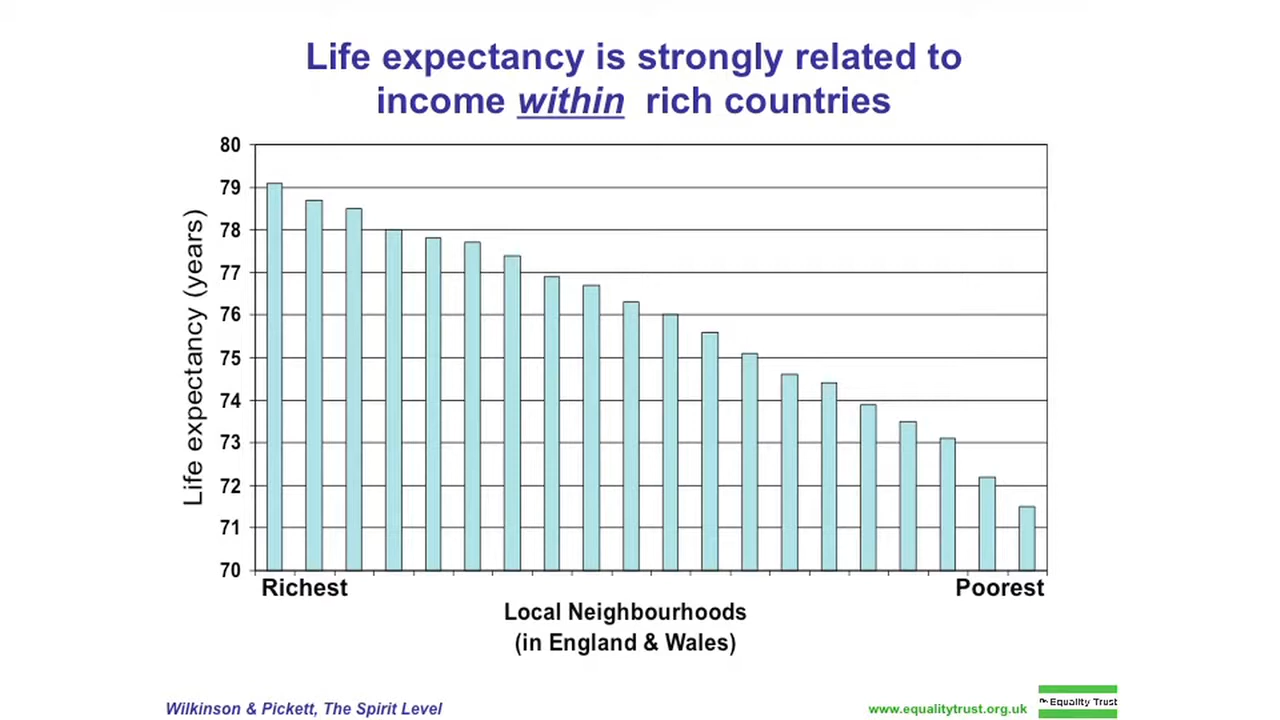 Life expectancy is strongly related to
income within rich countries
80
79
78
77
76
75
74
73
72
71
70
Life expectancy (years)
Richest
Poorest
Local Neighbourhoods
(in England & Wales)
Wilkinson & Pickett, The Spirit Level
www.equalitytrust.org.uk
The Equality Trust